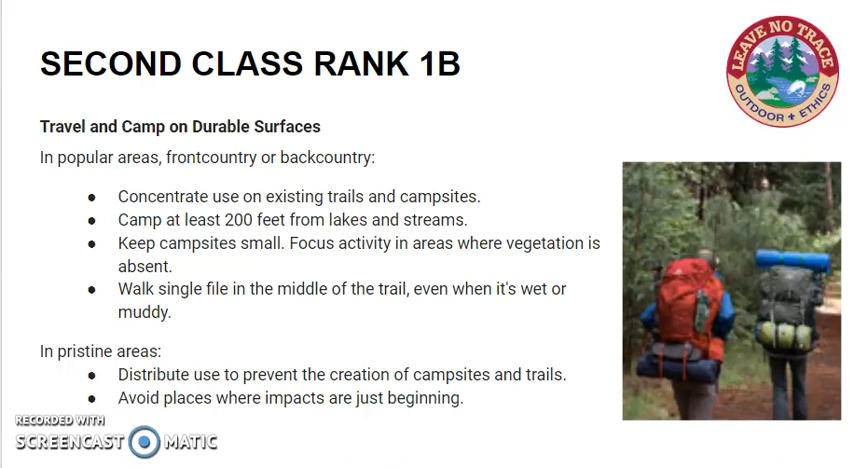 SECOND CLASS RANK 1B
LEAVE NO TRACE
OUTDOOR + ETHICS
Travel and Camp on Durable Surfaces
In popular areas, frontcountry or backcountry:
● Concentrate use on existing trails and campsites.
● Camp at least 200 feet from lakes and streams.
● Keep campsites small. Focus activity in areas where vegetation is
absent.
● Walk single file in the middle of the trail, even when it's wet or
muddy.
In pristine areas:
● Distribute use to prevent the creation of campsites and trails.
● Avoid places where impacts are just beginning.
RECORDED WITH
SCREENCAST MATIC